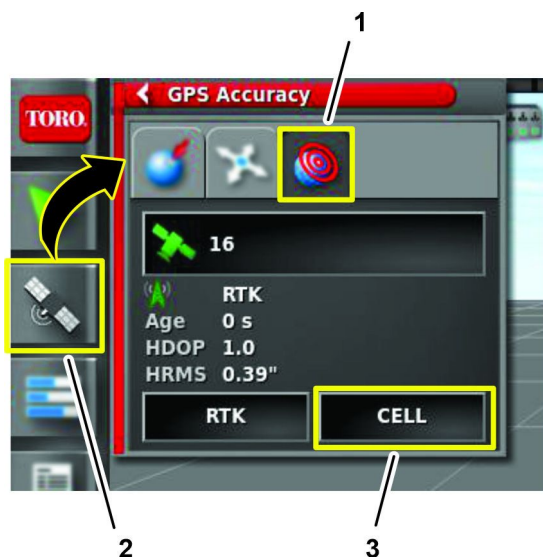 1
GPS Accuracy
TORO.
16
RTK
Age 0 s
HDOP 1.0
HRMS 0.39"
RTK CELL
2 3